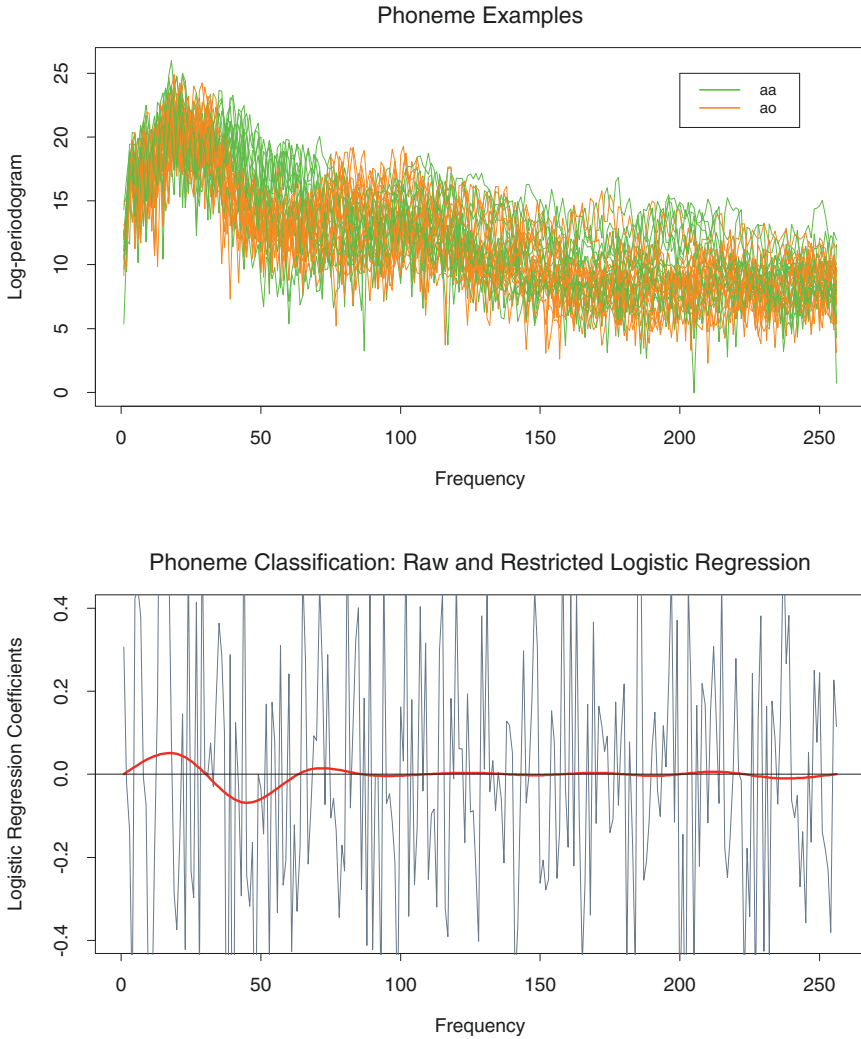 Phoneme Examples
25
20
15
10
5
0
Log-periodogram
aa
ao
0 50 100 150 200 250
Frequency
Phoneme Classification: Raw and Restricted Logistic Regression
0.4
0.2
0.0
-0.2
-0.4
Logistic Regression Coefficients
0 50 100 150 200 250
Frequency